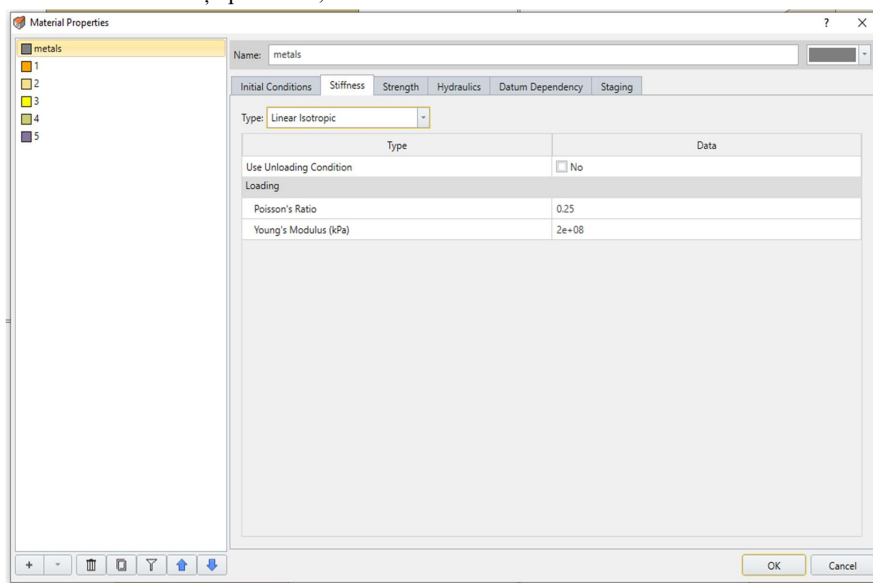 Material Properties
? X
metals
1
2
3
4
5
Name: metals
Initial Conditions Stiffness Strength Hydraulics Datum Dependency Staging
Type: Linear Isotropic
Type Data
Use Unloading Condition No
Loading
Poisson's Ratio 0.25
Young's Modulus (kPa) 2e+08
OK Cancel